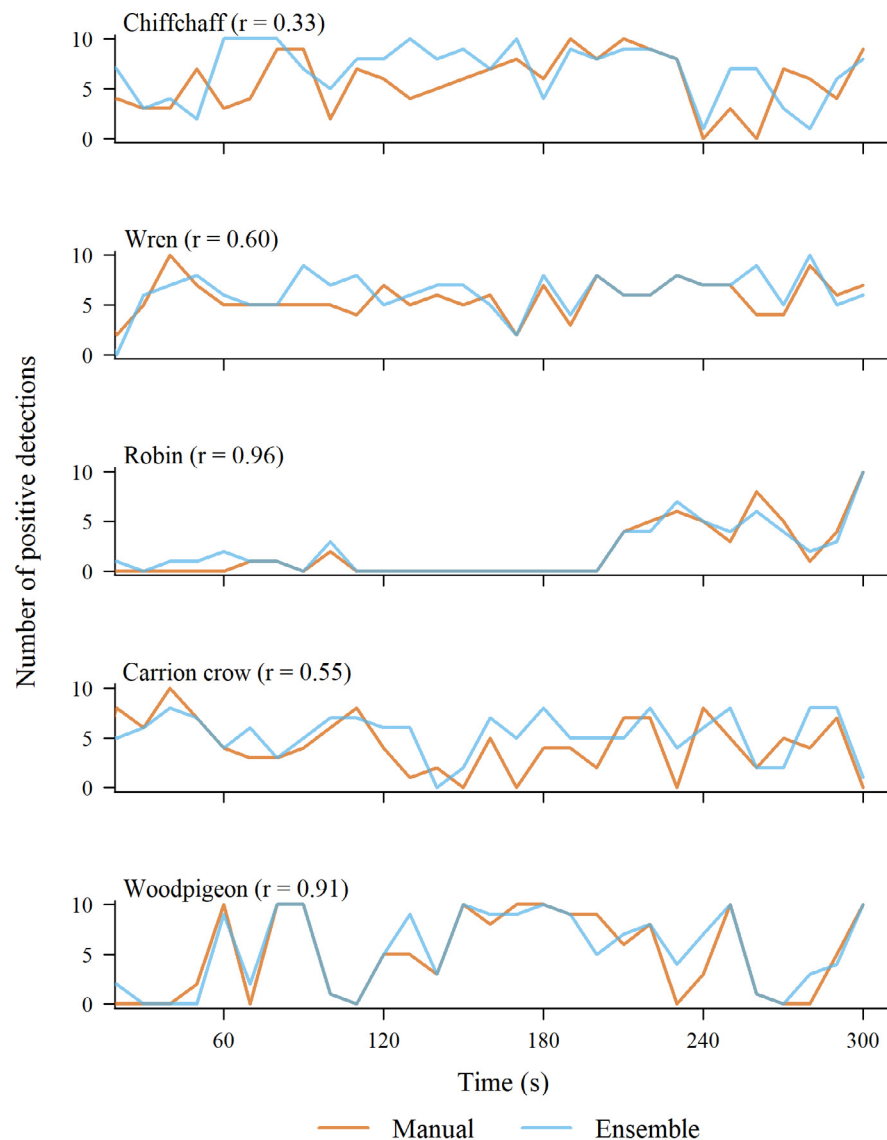 Chiffchaff (r = 0.33)
10
5
0
Wren (r = 0.60)
10
5
0
Robin (r = 0.96)
10
5
0
Carrion crow (r = 0.55)
10
5
0
Woodpigeon (r = 0.91)
10
5
0
60 120 180 240 300
Number of positive detections
Time (s)
Manual Ensemble